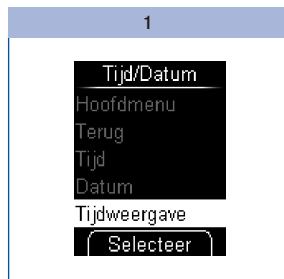 1
Tijd/Datum
Hoofdmenu
Terug
Tijd
Datum
Tijdweergave
Selecteer